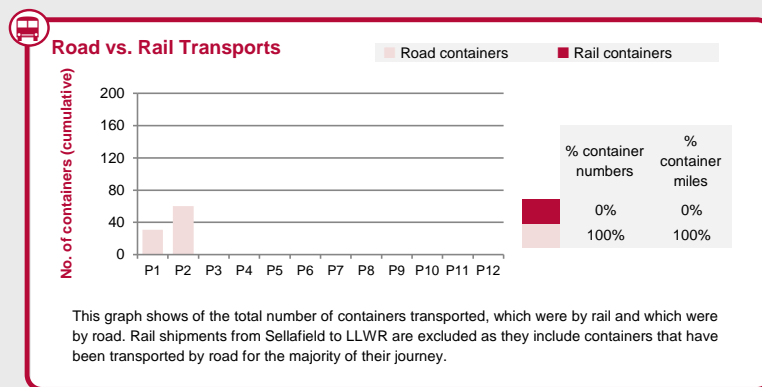 Road vs. Rail Transports
Road containers
Rail containers
No. of containers (cumulative)
200
160
120
80
40
0
P1 P2 P3 P4 P5 P6 P7 P8 P9 P10 P11 P12
% container numbers
% container miles
0% 0%
100% 100%
This graph shows of the total number of containers transported, which were by rail and which were
by road. Rail shipments from Sellafield to LLWR are excluded as they include containers that have
been transported by road for the majority of their journey.